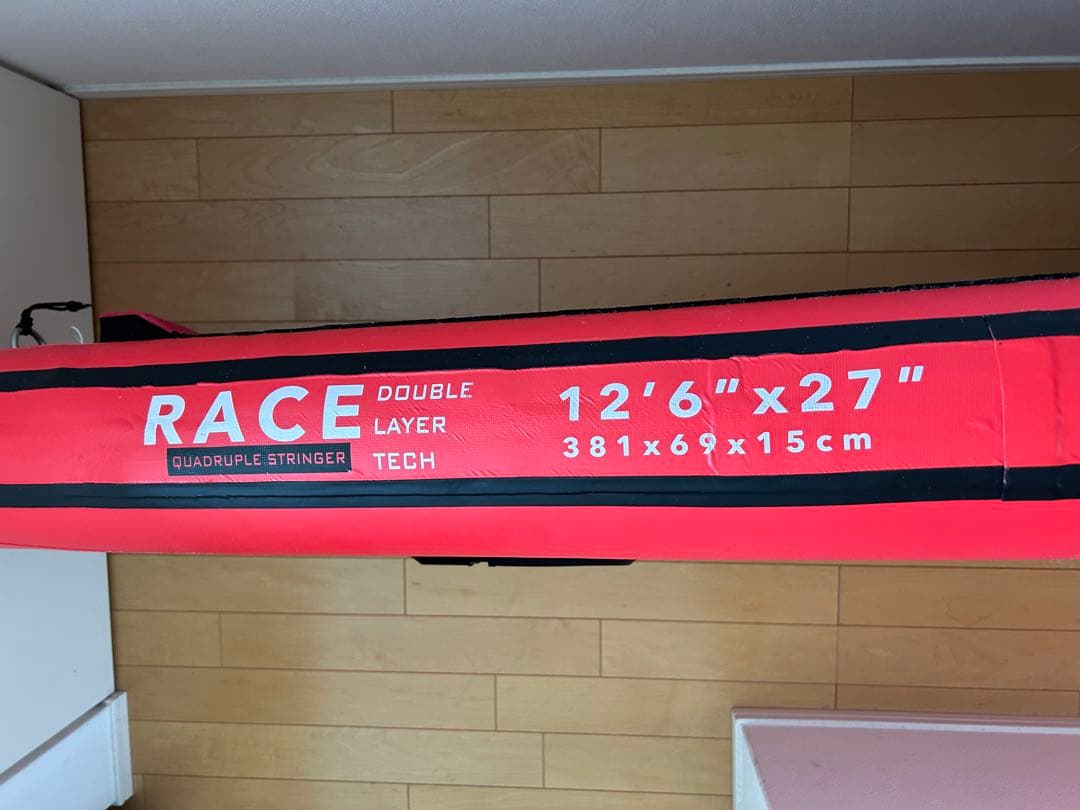 RACE
QUADRUPLE STRINGER
DOUBLE
LAYER
TECH
12’6”x27”
381x69x15cm